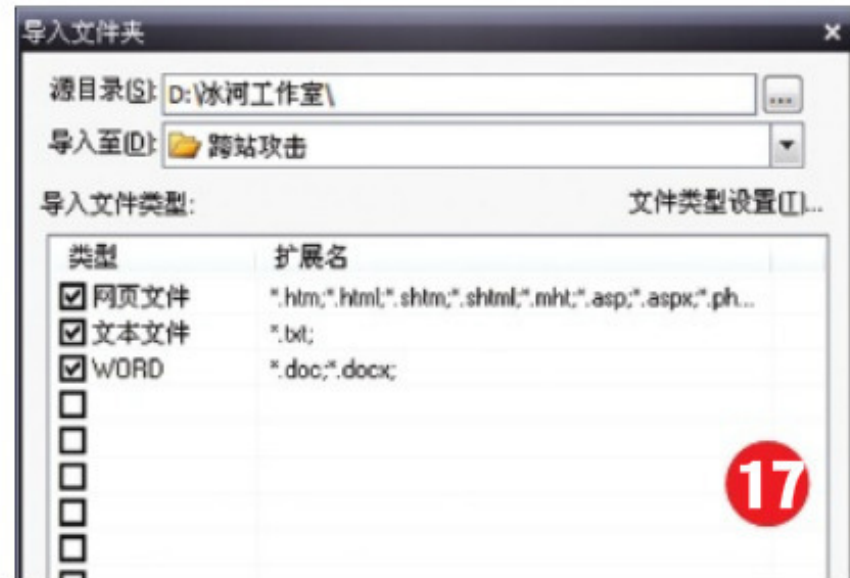 导入文件夹 ×
源目录(S): D:\冰河工作室\ ...
导入至(D): 跨站攻击
导入文件类型: 文件类型设置(T)...
类型 扩展名
网页文件 *.htm;*.html;*.shtm;*.shtml;*.mht;*.asp;*.aspx;*.ph...
文本文件 *.txt;
WORD *.doc;*.docx;
17